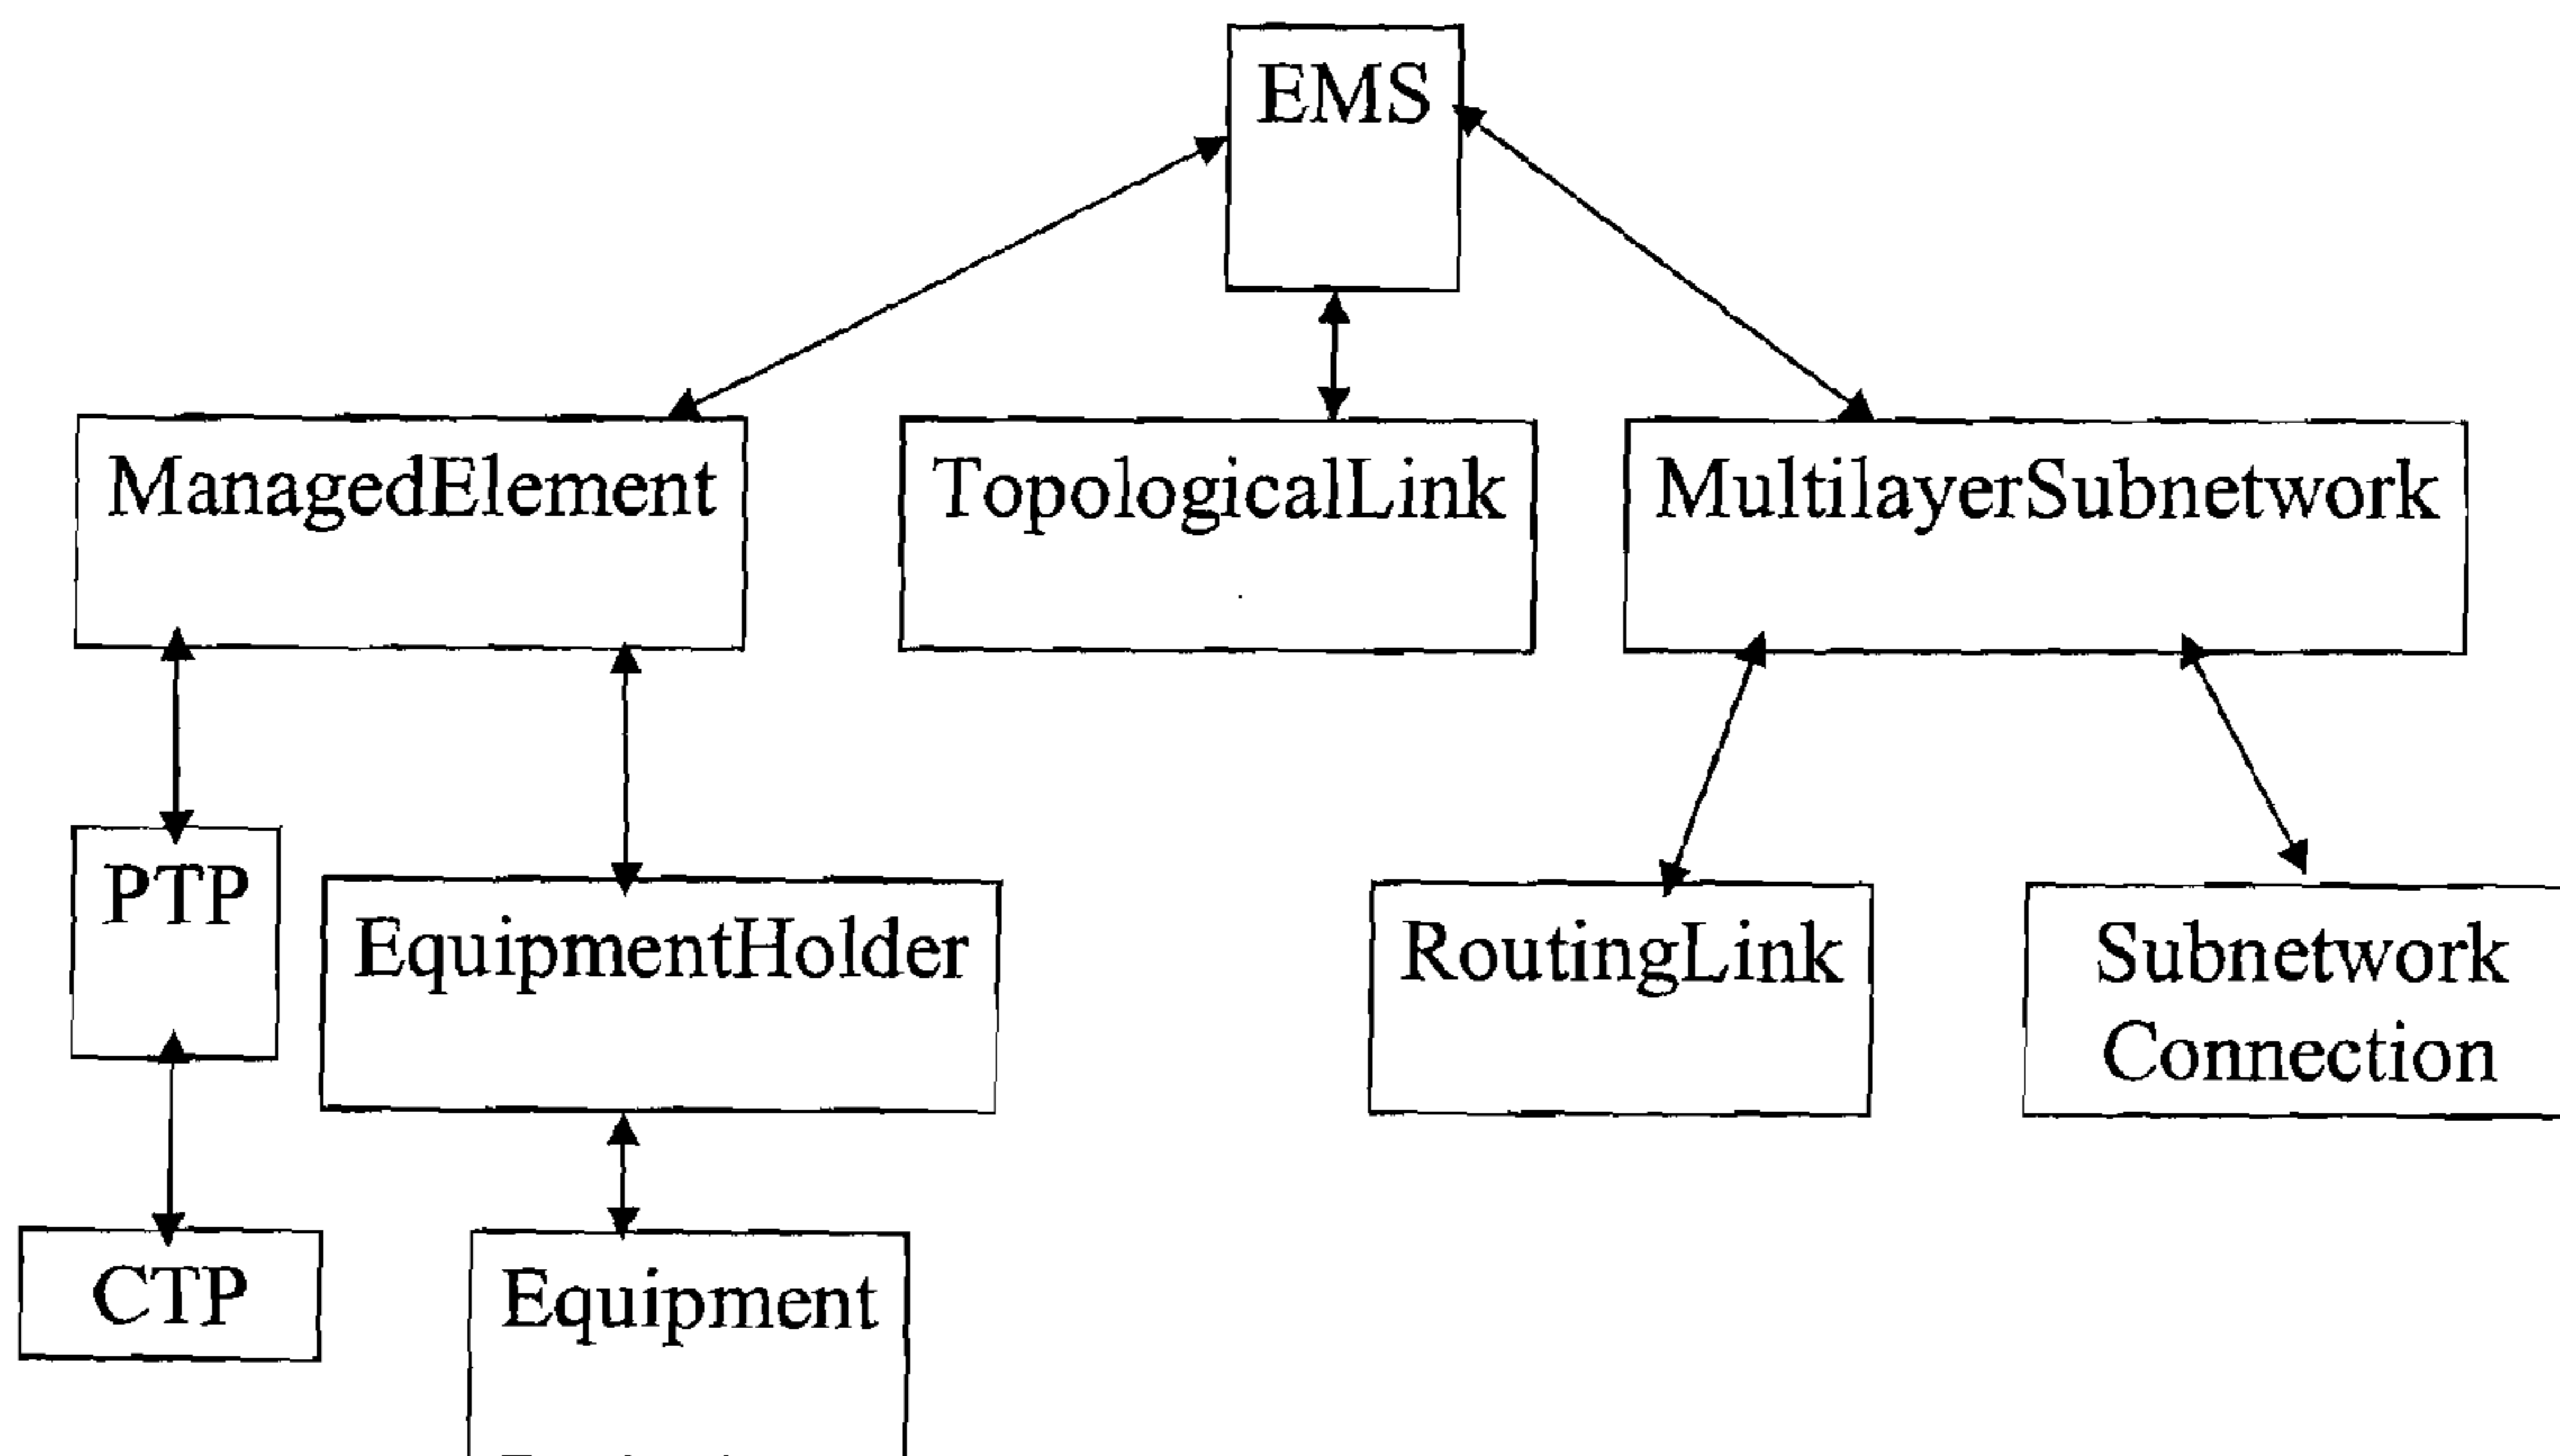 EMS
ManagedElement
TopologicalLink
MultilayerSubnetwork
PTP
EquipmentHolder
RoutingLink
Subnetwork
Connection
CTP
Equipment